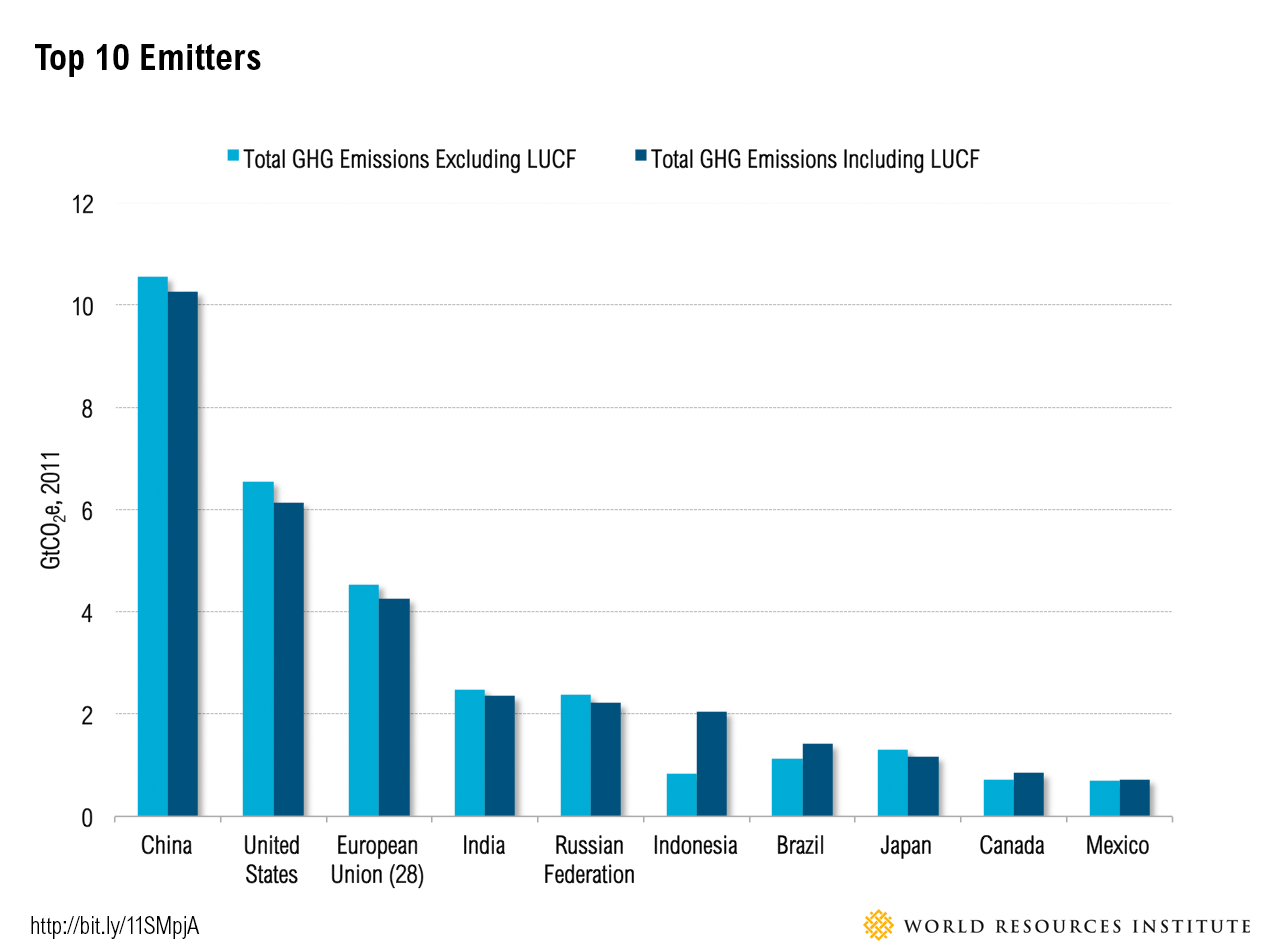 Top 10 Emitters
Total GHG Emissions Excluding LUCF
Total GHG Emissions Including LUCF
12
10
8
6
4
2
0
GtCO₂e, 2011
China
United States
European Union (28)
India
Russian Federation
Indonesia
Brazil
Japan
Canada
Mexico
http://bit.ly/11SMpjA
WORLD RESOURCES INSTITUTE